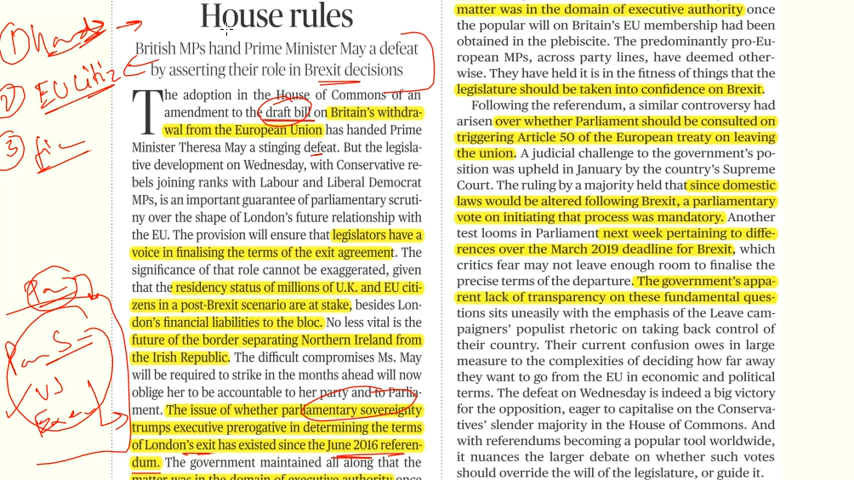 House rules
British MPs hand Prime Minister May a defeat
by asserting their role in Brexit decisions
The adoption in the House of Commons of an
amendment to the draft bill on Britain's withdra-
wal from the European Union has handed Prime
Minister Theresa May a stinging defeat. But the legisla-
tive development on Wednesday, with Conservative re-
bels joining ranks with Labour and Liberal Democrat
MPs, is an important guarantee of parliamentary scruti-
ny over the shape of London's future relationship with
the EU. The provision will ensure that legislators have a
voice in finalising the terms of the exit agreement. The
significance of that role cannot be exaggerated, given
that the residency status of millions of U.K. and EU citi-
zens in a post-Brexit scenario are at stake, besides Lon-
don's financial liabilities to the bloc. No less vital is the
future of the border separating Northern Ireland from
the Irish Republic. The difficult compromises Ms. May
will be required to strike in the months ahead will now
oblige her to be accountable to her party and to Parlia-
ment. The issue of whether parliamentary sovereignty
trumps executive prerogative in determining the terms
of London's exit has existed since the June 2016 referen-
dum. The government maintained all along that the
matter was in the domain of executive authority once
matter was in the domain of executive authority once
the popular will on Britain's EU membership had been
obtained in the plebiscite. The predominantly pro-Eu-
ropean MPs, across party lines, have deemed other-
wise. They have held it is in the fitness of things that the
legislature should be taken into confidence on Brexit.
Following the referendum, a similar controversy had
arisen over whether Parliament should be consulted on
triggering Article 50 of the European treaty on leaving
the union. A judicial challenge to the government's po-
sition was upheld in January by the country's Supreme
Court. The ruling by a majority held that since domestic
laws would be altered following Brexit, a parliamentary
vote on initiating that process was mandatory. Another
test looms in Parliament next week pertaining to diffe-
rences over the March 2019 deadline for Brexit, which
critics fear may not leave enough room to finalise the
precise terms of the departure. The government's appa-
rent lack of transparency on these fundamental ques-
tions sits uneasily with the emphasis of the Leave cam-
paigners' populist rhetoric on taking back control of
their country. Their current confusion owes in large
measure to the complexities of deciding how far away
they want to go from the EU in economic and political
terms. The defeat on Wednesday is indeed a big victory
for the opposition, eager to capitalise on the Conserva-
tives' slender majority in the House of Commons. And
with referendums becoming a popular tool worldwide,
it nuances the larger debate on whether such votes
should override the will of the legislature, or guide it.
1
2 EU Citiz
3
VS